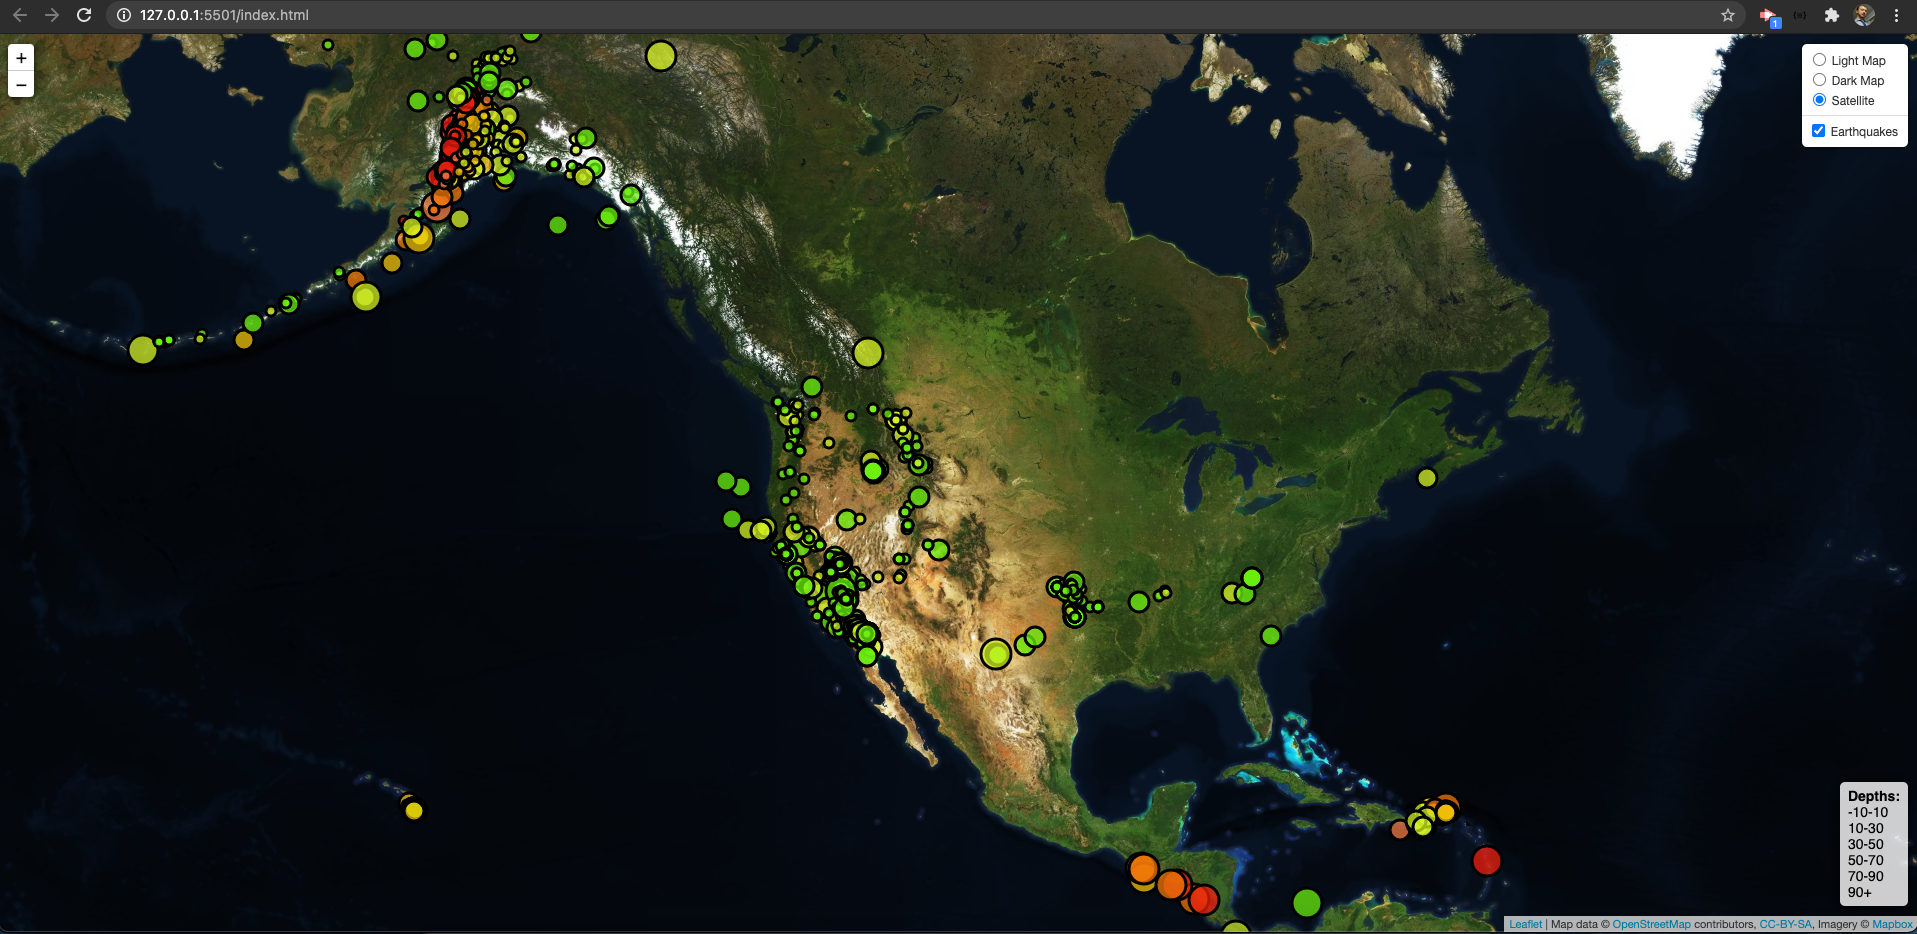 127.0.0.1:5501/index.html
1
+
−
Light Map
Dark Map
Satellite
Earthquakes
Depths:
-10-10
10-30
30-50
50-70
70-90
90+
Leaflet | Map data © OpenStreetMap contributors, CC-BY-SA, Imagery © Mapbox